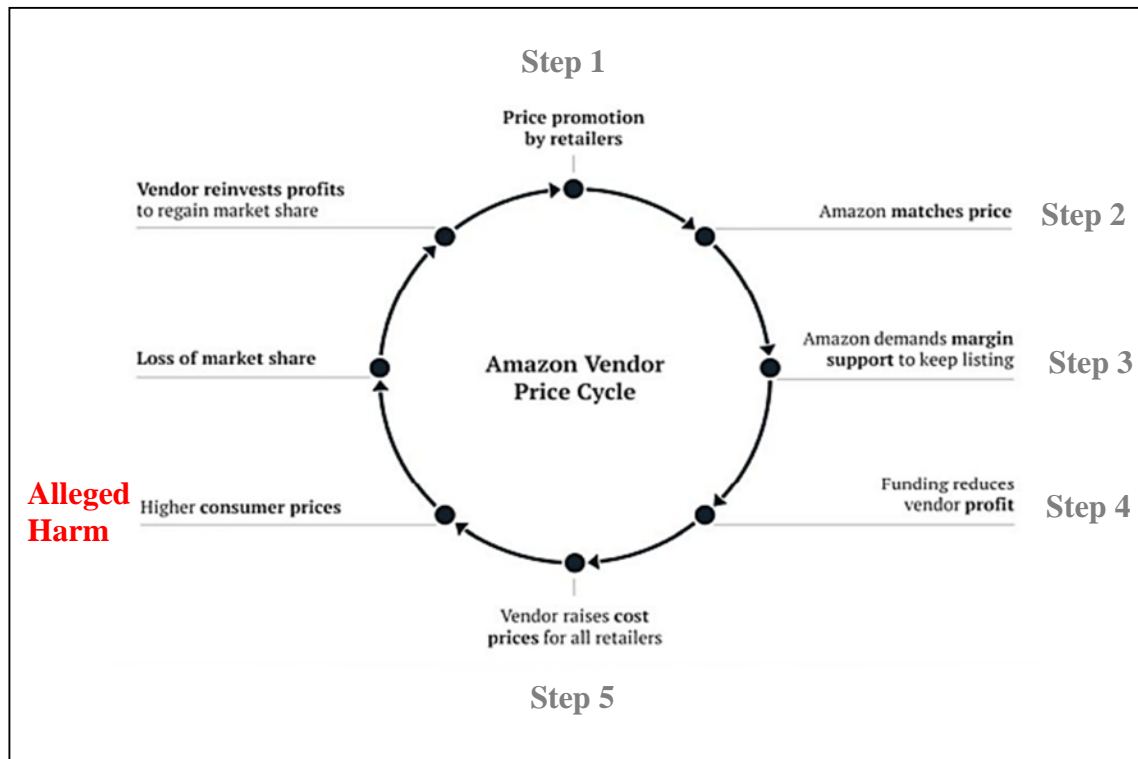 Step 1
Price promotion
by retailers
Vendor reinvests profits
to regain market share
Amazon matches price
Step 2
Loss of market share
Amazon Vendor
Price Cycle
Amazon demands margin
support to keep listing
Step 3
Alleged
Harm
Higher consumer prices
Funding reduces
vendor profit
Step 4
Vendor raises cost
prices for all retailers
Step 5